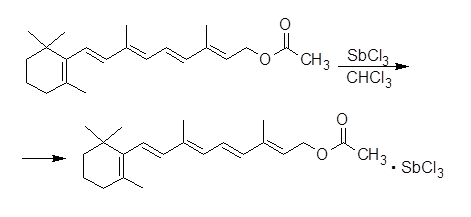 O
O
CH3
SbCl3
CHCl3
O
O
CH3 · SbCl3